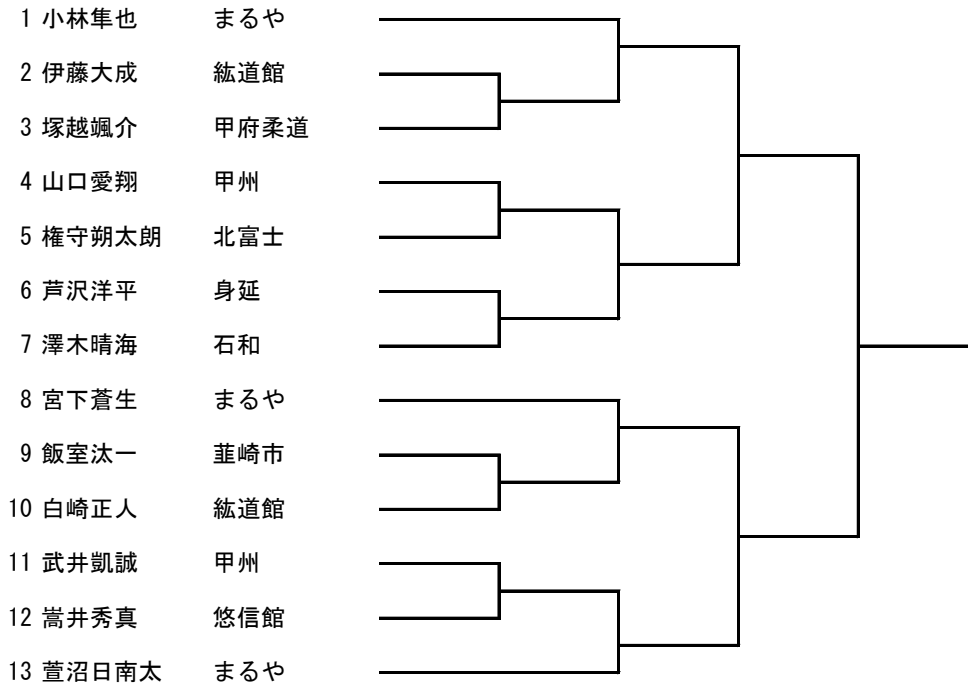 1 小林隼也 まるや
2 伊藤大成 紘道館
3 塚越颯介 甲府柔道
4 山口愛翔 甲州
5 権守朔太朗 北富士
6 芦沢洋平 身延
7 澤木晴海 石和
8 宮下蒼生 まるや
9 飯室汰一 韮崎市
10 白崎正人 紘道館
11 武井凱誠 甲州
12 嵩井秀真 悠信館
13 萱沼日南太 まるや